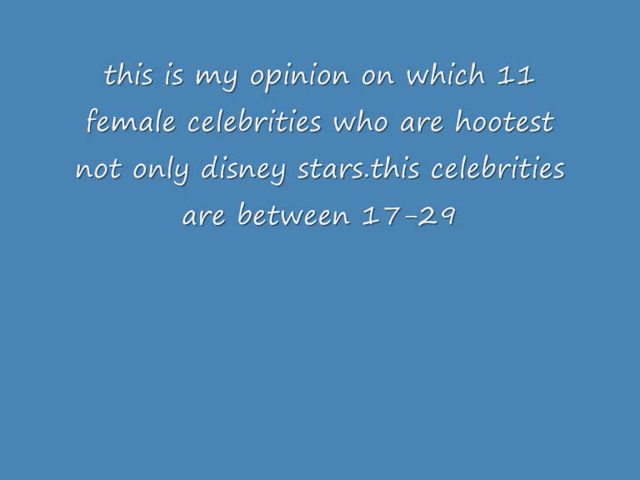 this is my opinion on which 11
female celebrities who are hootest
not only disney stars.this celebrities
are between 17-29